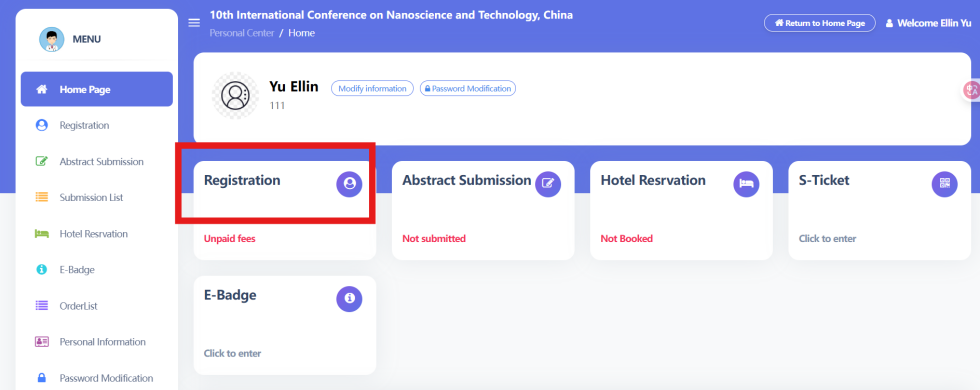 MENU
Home Page
Registration
Abstract Submission
Submission List
Hotel Resrvation
E-Badge
OrderList
Personal Information
Password Modification
10th International Conference on Nanoscience and Technology, China
Personal Center / Home
Return to Home Page
Welcome Ellin Yu
Yu Ellin
Modify information
Password Modification
111
Registration
Unpaid fees
Abstract Submission
Not submitted
Hotel Resrvation
Not Booked
S-Ticket
Click to enter
E-Badge
Click to enter